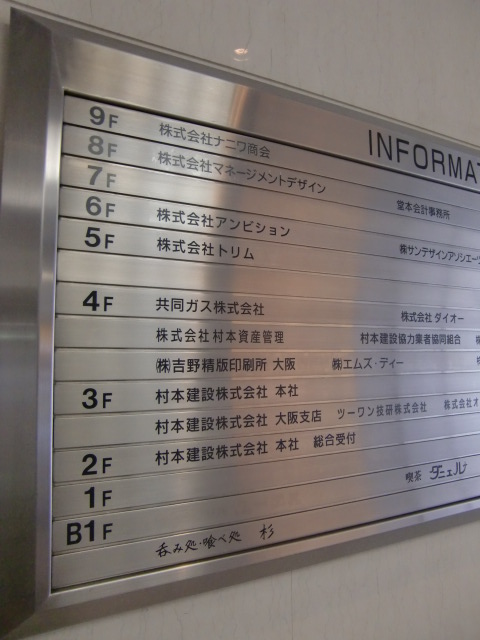 INFORMAT
9F 株式会社ナニワ商会
8F 株式会社マネージメントデザイン
7F 堂本会計事務所
6F 株式会社アンビション
5F 株式会社トリム ㈱サンデザインアソシエーツ
4F 共同ガス株式会社 株式会社 ダイオー
株式会社村本資産管理 村本建設協力業者協同組合
㈱吉野精版印刷所 大阪 ㈱エムズ・ディー
3F 村本建設株式会社 本社
村本建設株式会社 大阪支店 ツーワン技研株式会社 株式会社オ
2F 村本建設株式会社 本社 総合受付
1F 喫茶 ダニエル
B1F
呑み処・喰べ処 杉